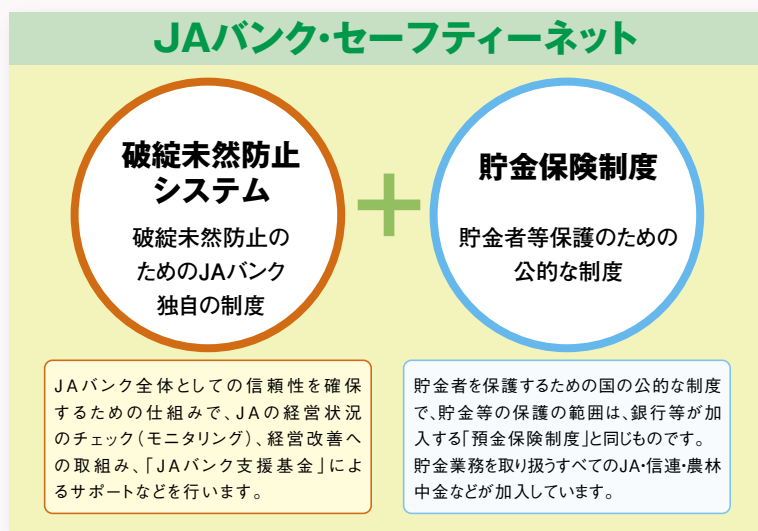 JAバンク・セーフティーネット
破綻未然防止
システム
破綻未然防止の
ためのJAバンク
独自の制度
+
貯金保険制度
貯金者等保護のための
公的な制度
JAバンク全体としての信頼性を確保
するための仕組みで、JAの経営状況
のチェック(モニタリング)、経営改善へ
の取組み、「JAバンク支援基金」によ
るサポートなどを行います。
貯金者を保護するための国の公的な制度
で、貯金等の保護の範囲は、銀行等が加
入する「預金保険制度」と同じものです。
貯金業務を取り扱うすべてのJA・信連・農林
中金などが加入しています。